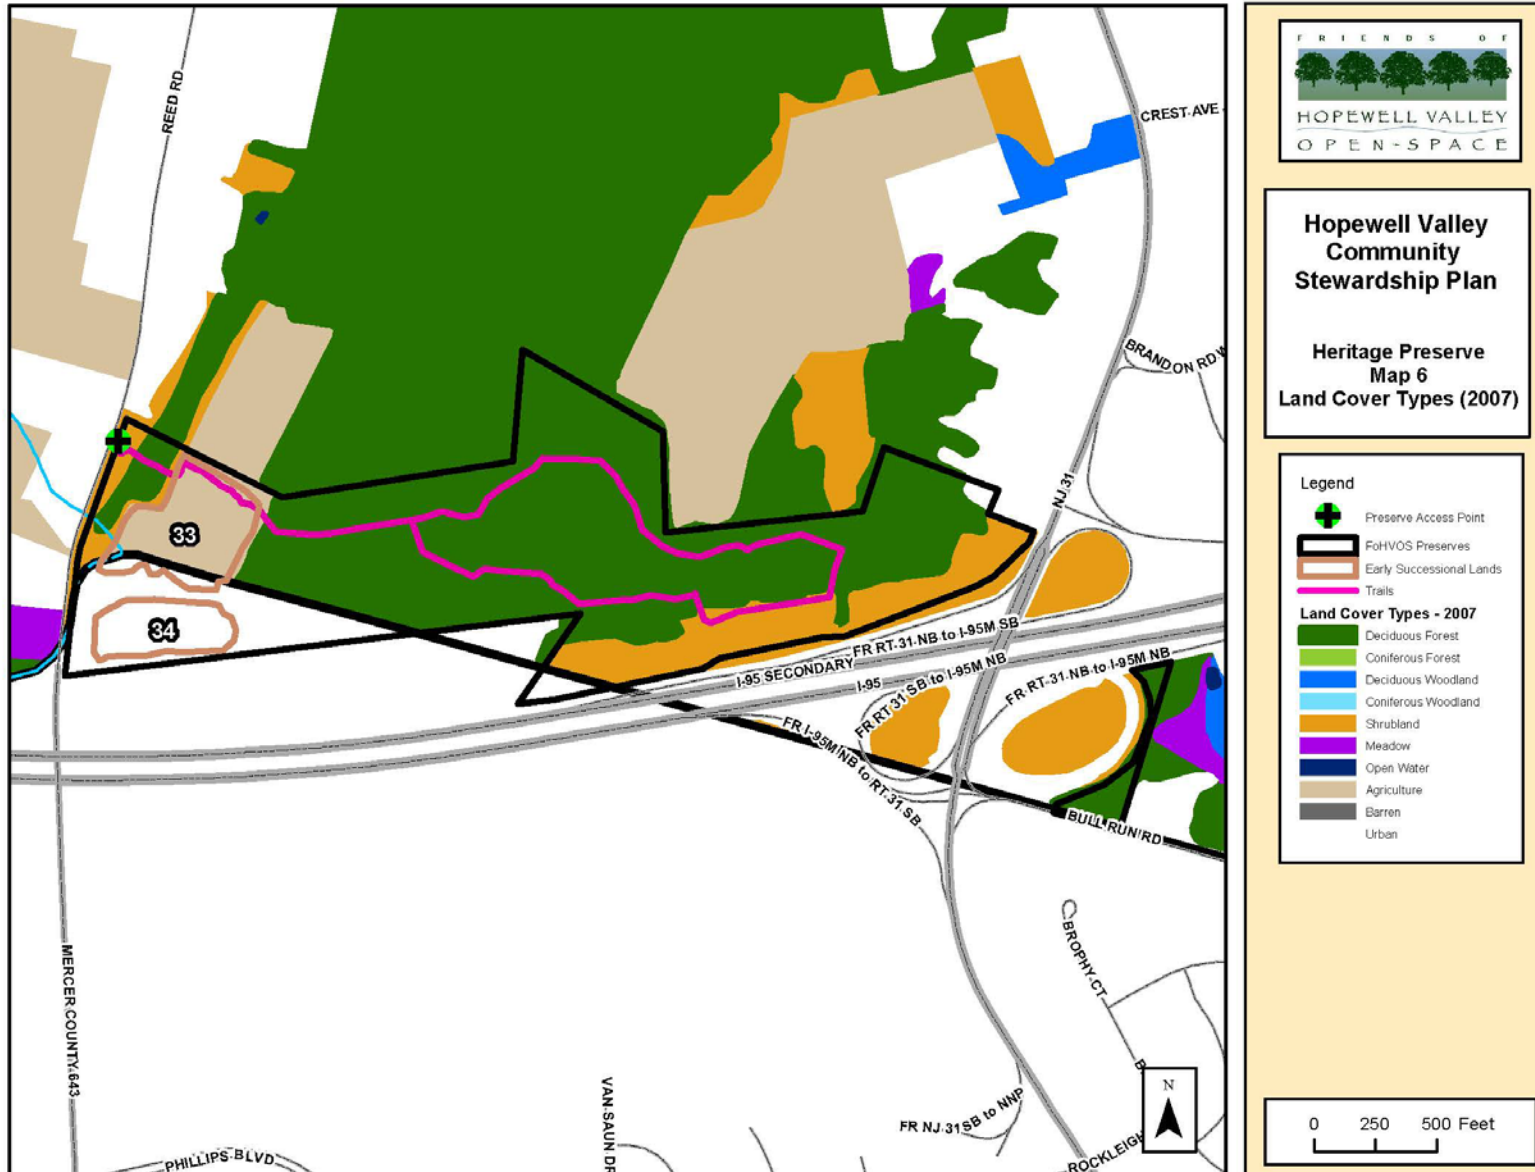 REED RD
CREST AVE
BRANDON RD W
NJ 31
33
34
FR RT 31 NB to I-95M SB
I-95 SECONDARY
I-95
FR RT 31 SB to I-95M NB
FR RT 31 NB to I-95M NB
FR I-95M NB to RT 31 SB
BULL RUN RD
MERCER COUNTY 643
BROPHY CT
VAN SAUN DR
FR NJ 31 SB to NNP
PHILLIPS BLVD
N
FRIENDS OF
HOPEWELL VALLEY
OPEN-SPACE
Hopewell Valley
Community
Stewardship Plan
Heritage Preserve
Map 6
Land Cover Types (2007)
Legend
Preserve Access Point
FoHVOS Preserves
Early Successional Lands
Trails
Land Cover Types - 2007
Deciduous Forest
Coniferous Forest
Deciduous Woodland
Coniferous Woodland
Shrubland
Meadow
Open Water
Agriculture
Barren
Urban
0 250 500 Feet